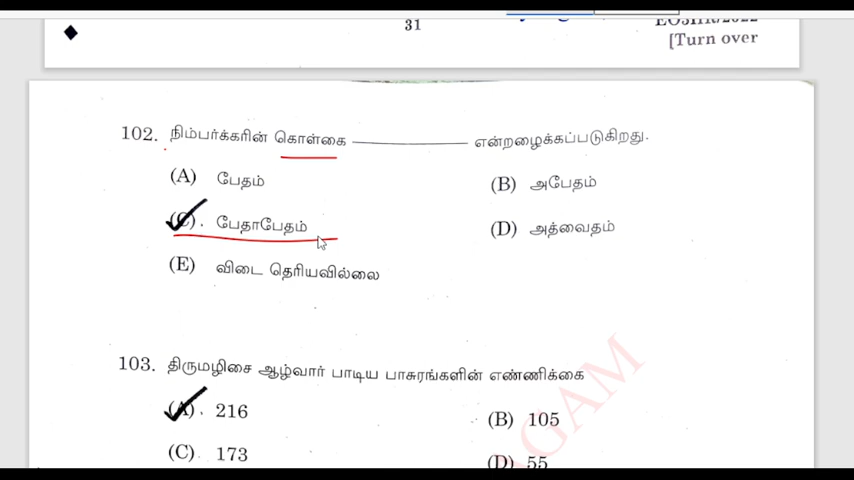 31
[Turn over
102. நிம்பர்க்கரின் கொள்கை ____________ என்றழைக்கப்படுகிறது.
(A) பேதம் (B) அபேதம்
(C) பேதாபேதம் (D) அத்வைதம்
(E) விடை தெரியவில்லை
103. திருமழிசை ஆழ்வார் பாடிய பாசுரங்களின் எண்ணிக்கை
(A) 216 (B) 105
(C) 173 (D) 55